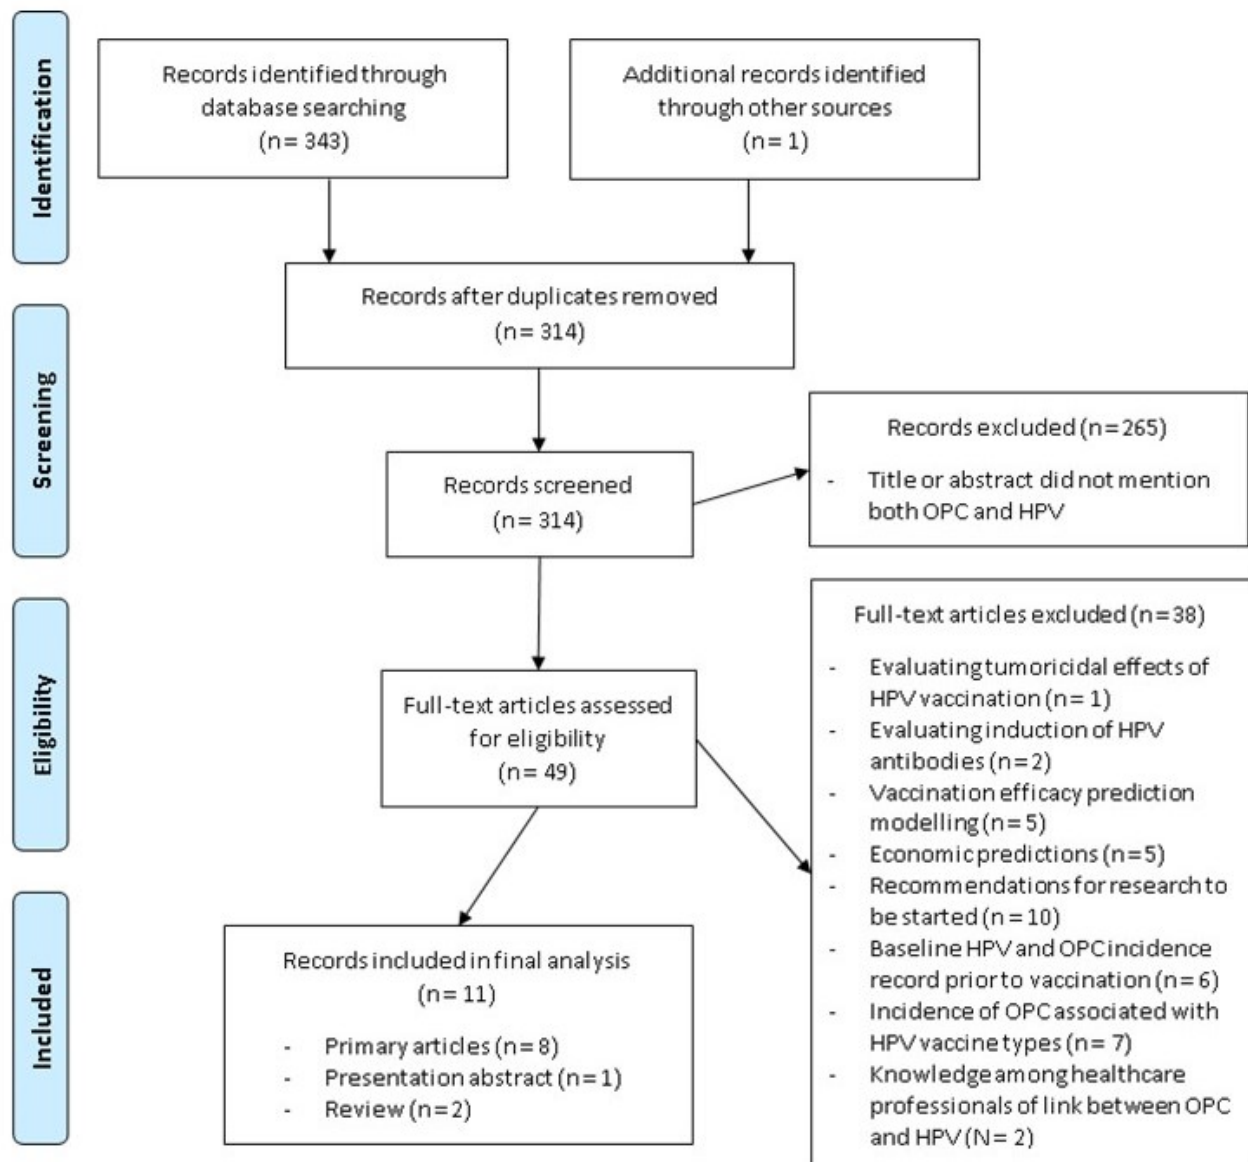 Identification
Records identified through
database searching
(n = 343)
Additional records identified
through other sources
(n = 1)
Records after duplicates removed
(n = 314)
Screening
Records screened
(n = 314)
Records excluded (n = 265)
- Title or abstract did not mention
both OPC and HPV
Eligibility
Full-text articles assessed
for eligibility
(n = 49)
Full-text articles excluded (n = 38)
- Evaluating tumoricidal effects of
HPV vaccination (n = 1)
- Evaluating induction of HPV
antibodies (n = 2)
- Vaccination efficacy prediction
modelling (n = 5)
- Economic predictions (n = 5)
- Recommendations for research to
be started (n = 10)
- Baseline HPV and OPC incidence
record prior to vaccination (n = 6)
- Incidence of OPC associated with
HPV vaccine types (n = 7)
- Knowledge among healthcare
professionals of link between OPC
and HPV (N = 2)
Included
Records included in final analysis
(n = 11)
- Primary articles (n = 8)
- Presentation abstract (n = 1)
- Review (n = 2)